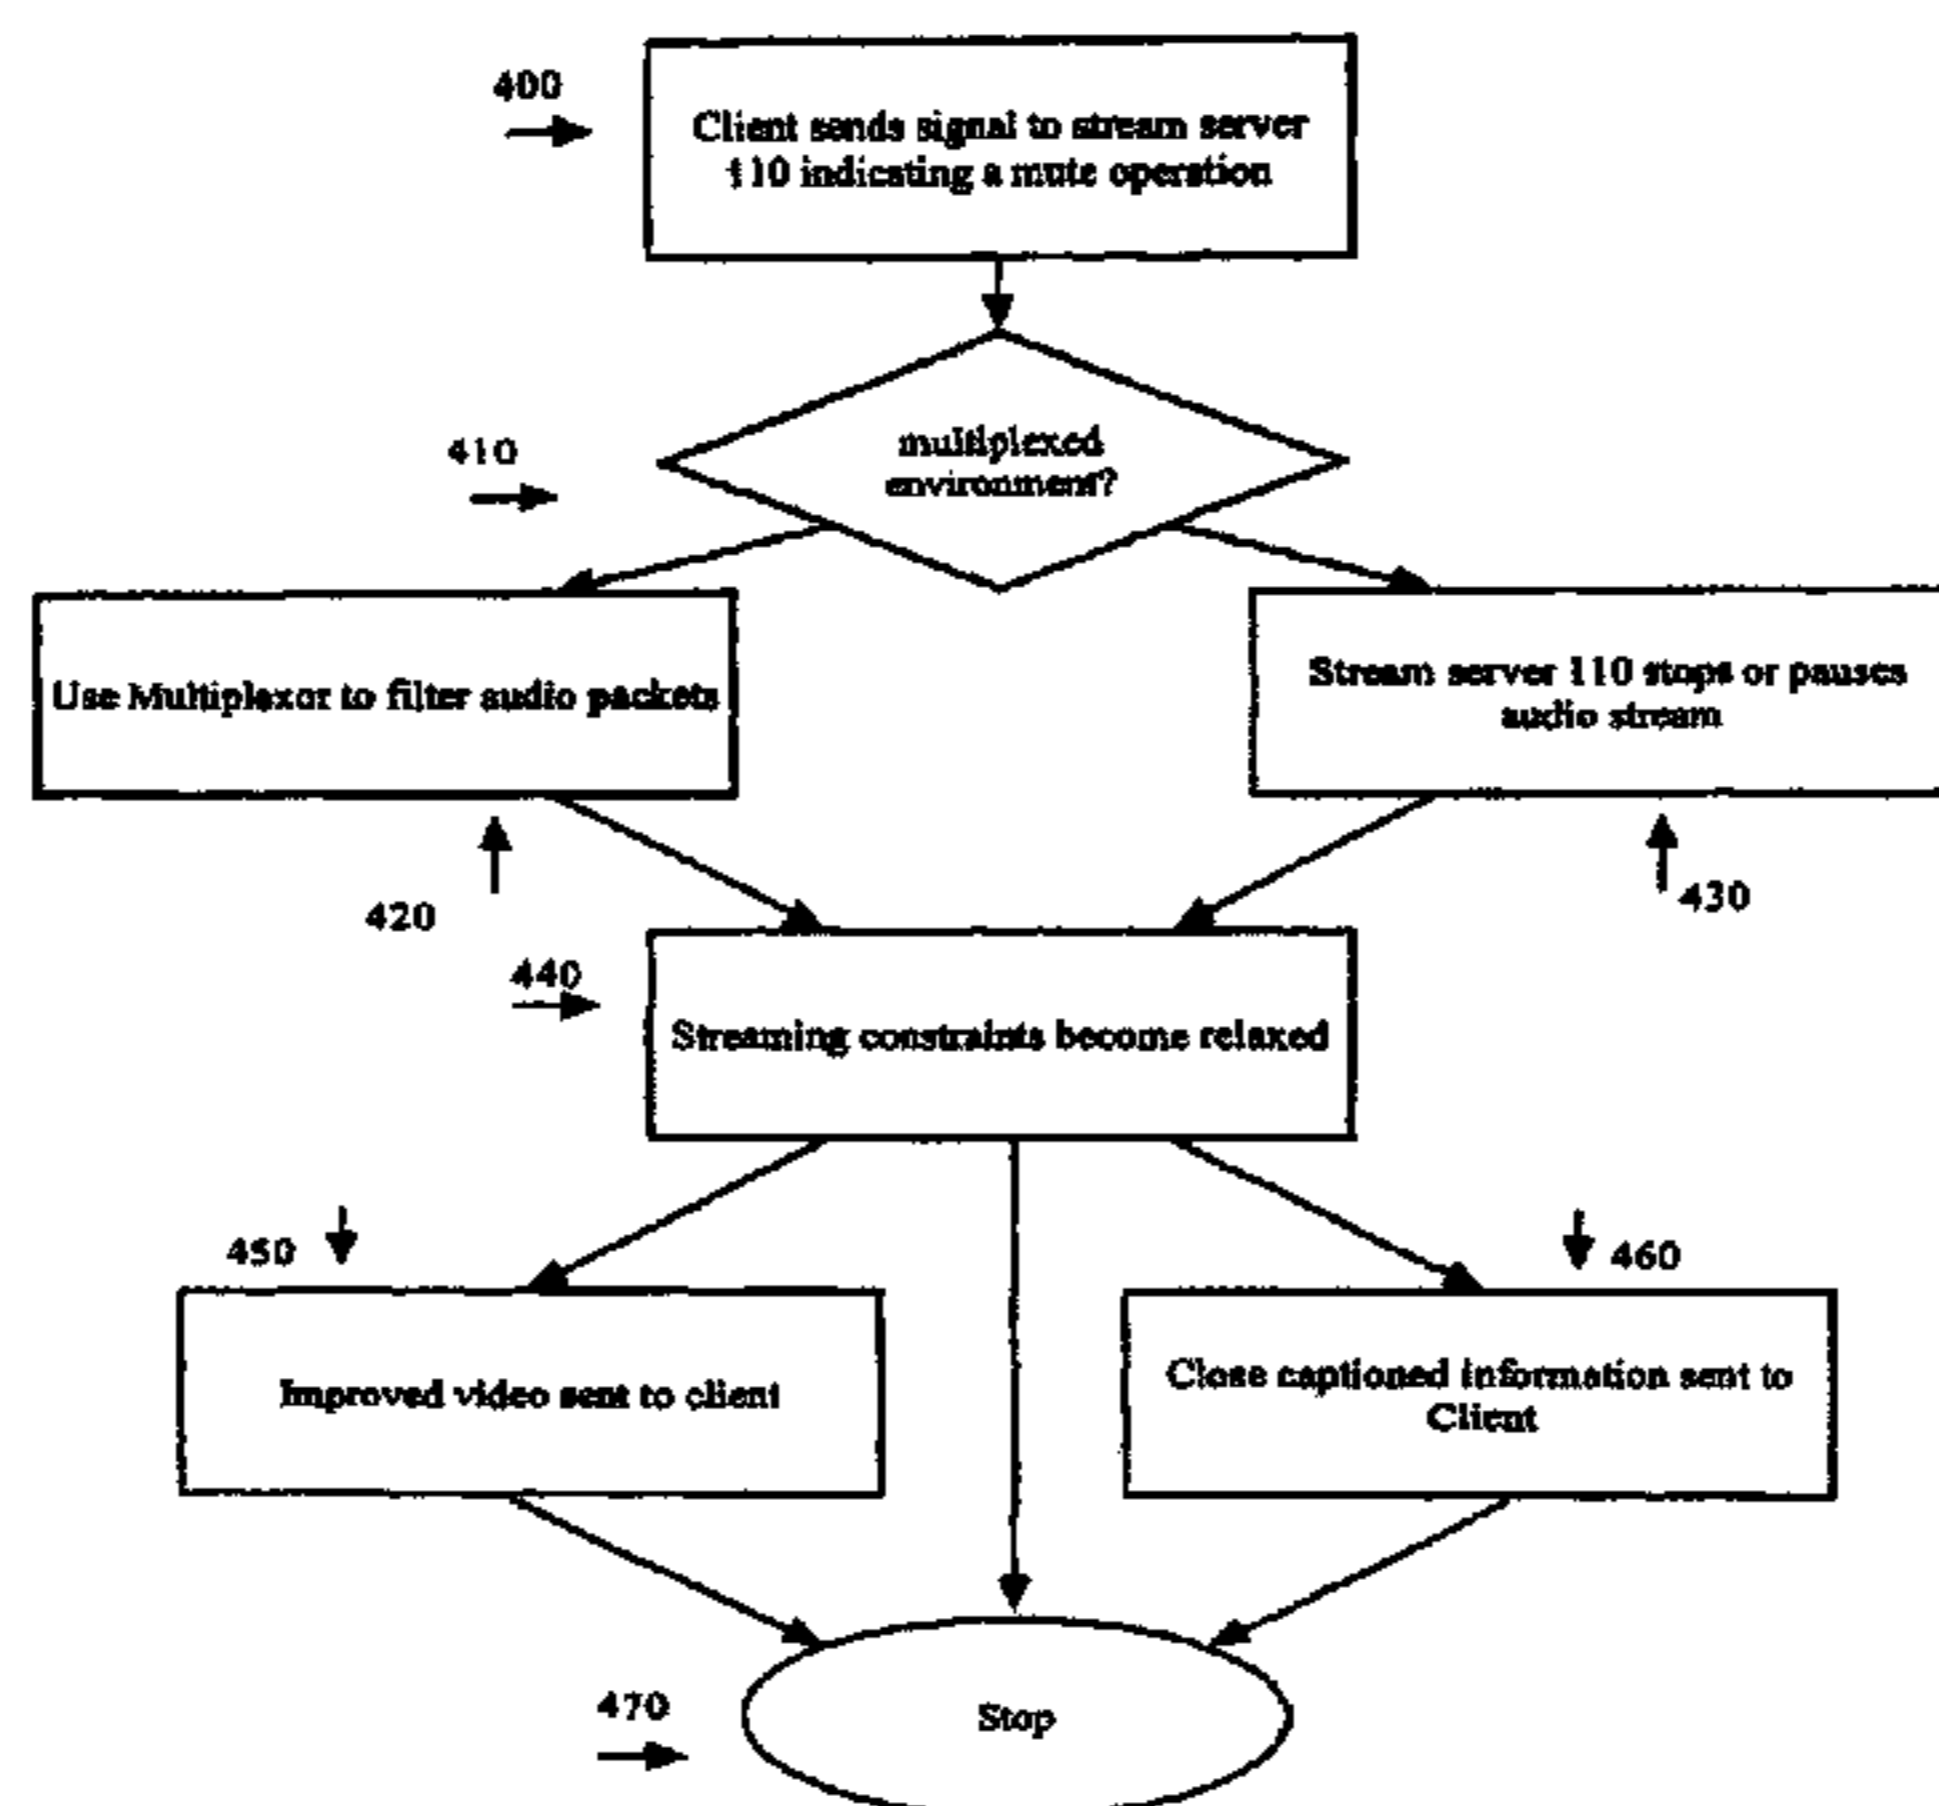 400
Client sends signal to stream server
110 indicating a mute operation
410
multiplexed
environment?
Use Multiplexor to filter audio packets
Stream server 110 stops or pauses
audio stream
420
430
440
Streaming constraints become relaxed
450
460
Improved video sent to client
Close captioned information sent to
Client
470
Stop